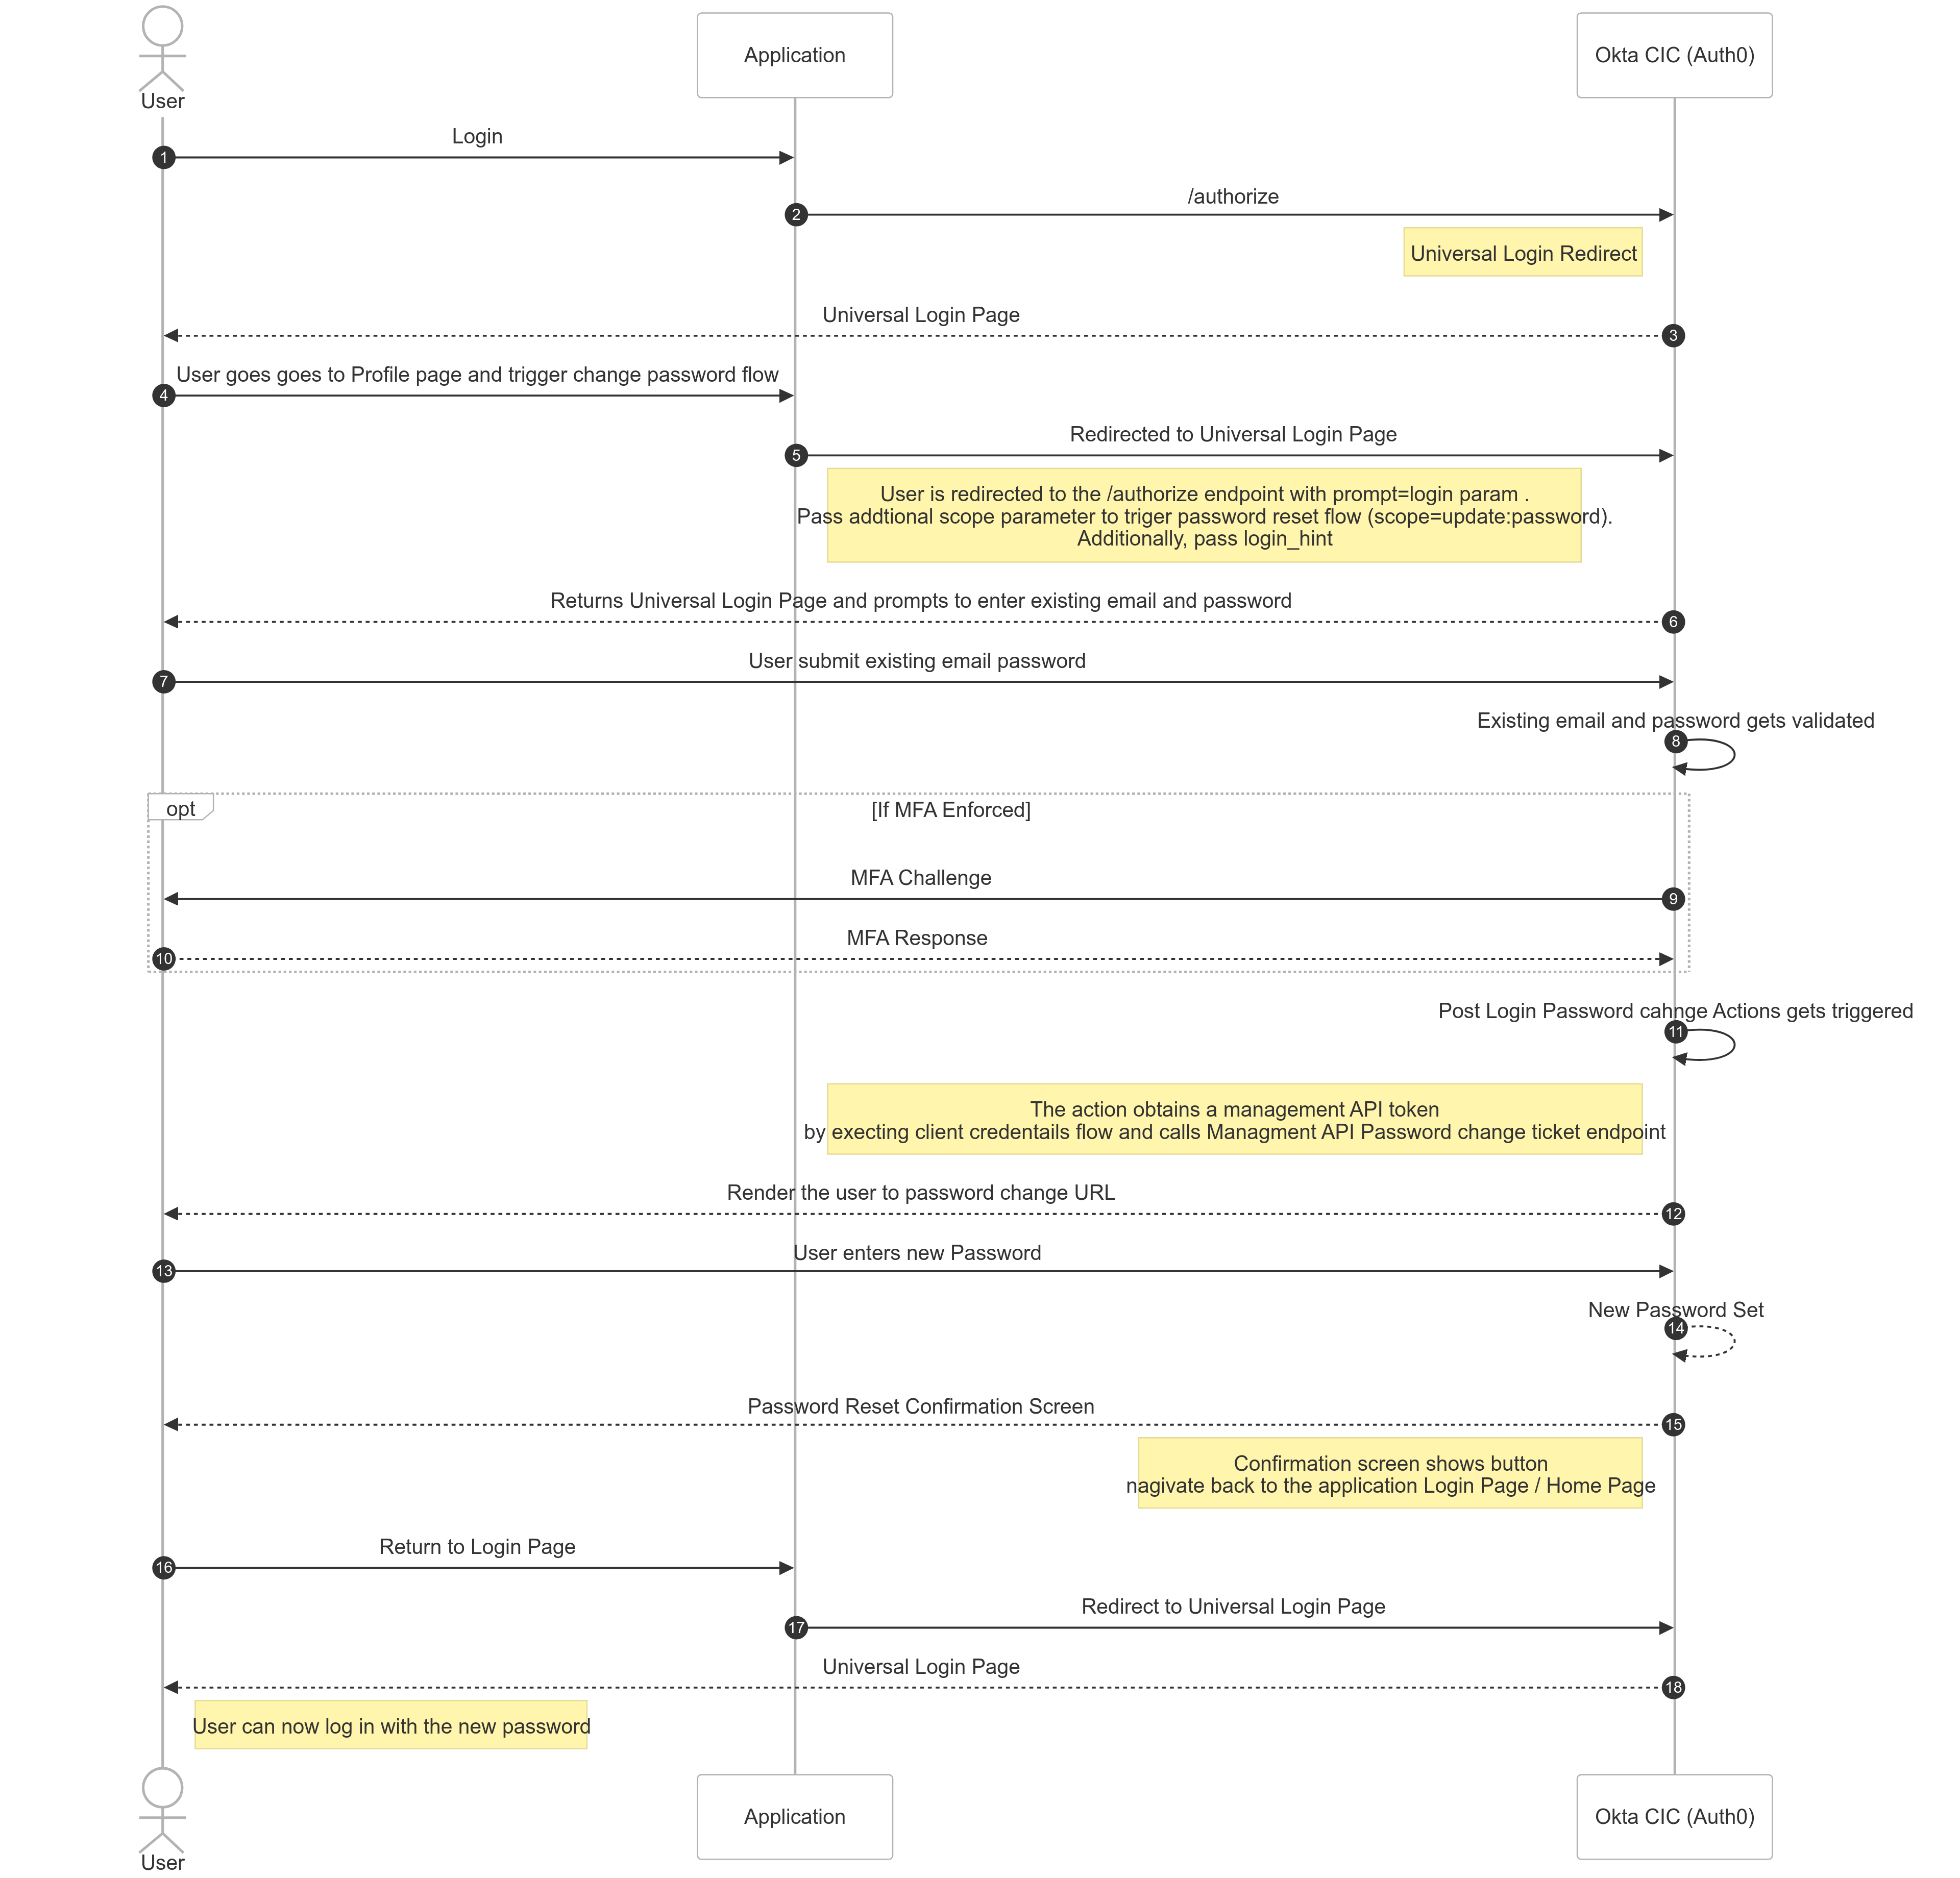 User
Application
Okta CIC (Auth0)
Login
1
/authorize
2
Universal Login Redirect
Universal Login Page
3
User goes goes to Profile page and trigger change password flow
4
Redirected to Universal Login Page
5
User is redirected to the /authorize endpoint with prompt=login param .
Pass addtional scope parameter to triger password reset flow (scope=update:password).
Additionally, pass login_hint
Returns Universal Login Page and prompts to enter existing email and password
6
User submit existing email password
7
Existing email and password gets validated
8
opt
[If MFA Enforced]
MFA Challenge
9
MFA Response
10
Post Login Password cahnge Actions gets triggered
11
The action obtains a management API token
by execting client credentails flow and calls Managment API Password change ticket endpoint
Render the user to password change URL
12
User enters new Password
13
New Password Set
14
Password Reset Confirmation Screen
15
Confirmation screen shows button
nagivate back to the application Login Page / Home Page
Return to Login Page
16
Redirect to Universal Login Page
17
Universal Login Page
18
User can now log in with the new password
User
Application
Okta CIC (Auth0)